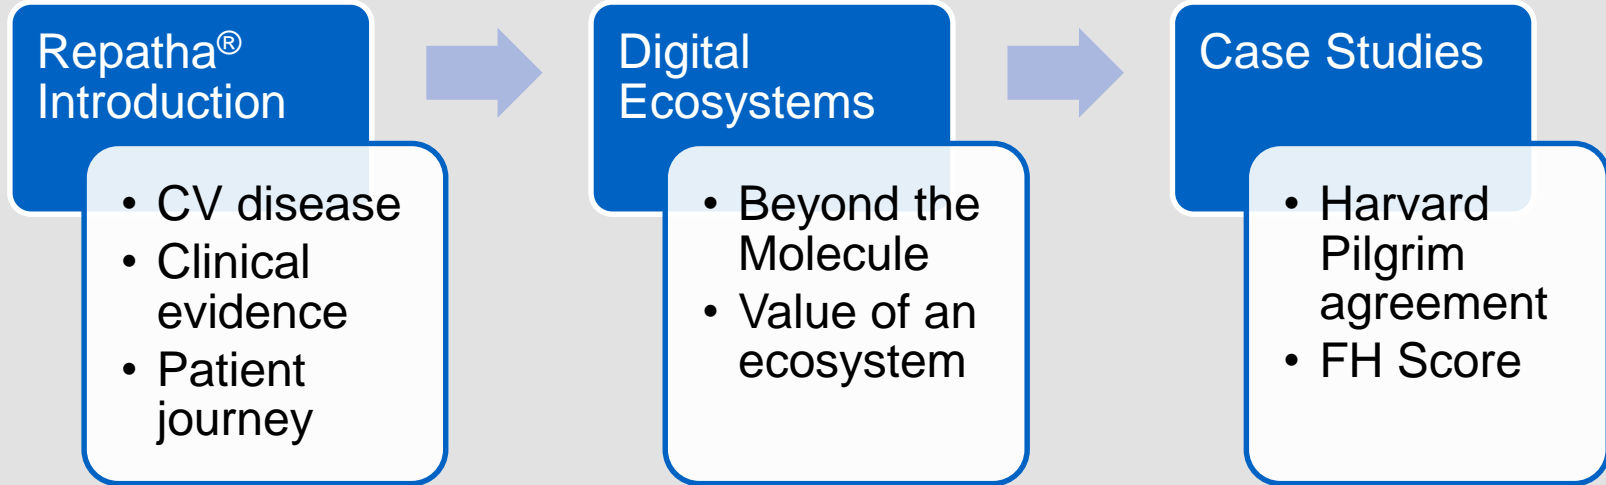 Repatha®
Introduction
• CV disease
• Clinical
evidence
• Patient
journey
Digital
Ecosystems
• Beyond the
Molecule
• Value of an
ecosystem
Case Studies
• Harvard
Pilgrim
agreement
• FH Score